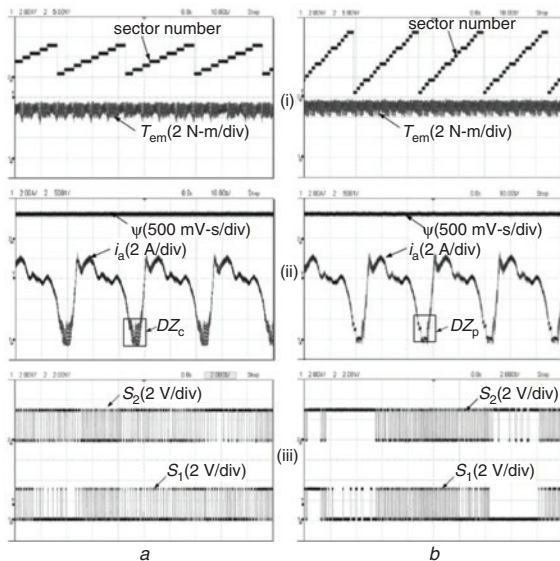 sector number
T_em(2 N-m/div)
sector number
T_em(2 N-m/div)
(i)
ψ(500 mV-s/div)
i_a(2 A/div)
DZ_c
ψ(500 mV-s/div)
i_a(2 A/div)
DZ_p
(ii)
S_2(2 V/div)
S_1(2 V/div)
S_2(2 V/div)
S_1(2 V/div)
(iii)
a
b